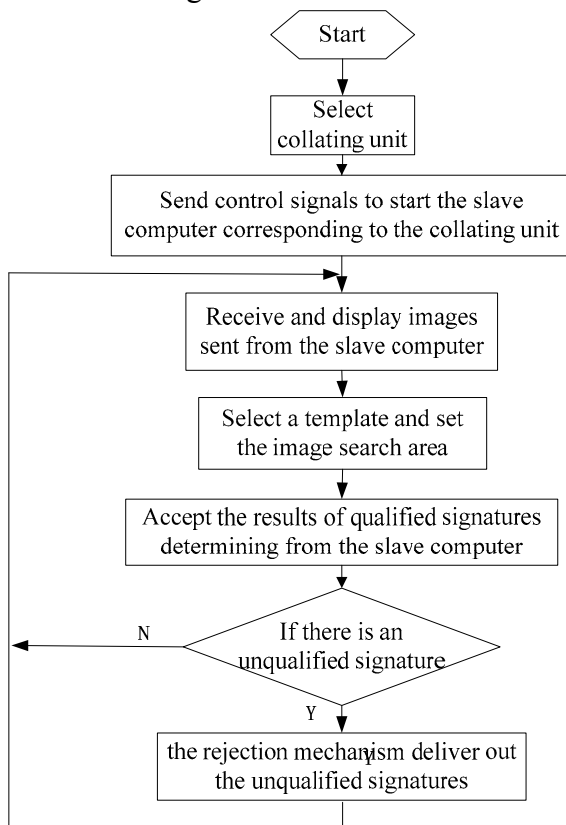 Start
Select
collating unit
Send control signals to start the slave
computer corresponding to the collating unit
Receive and display images
sent from the slave computer
Select a template and set
the image search area
Accept the results of qualified signatures
determining from the slave computer
If there is an
unqualified signature
N
Y
the rejection mechanism deliver out
Y
the unqualified signatures